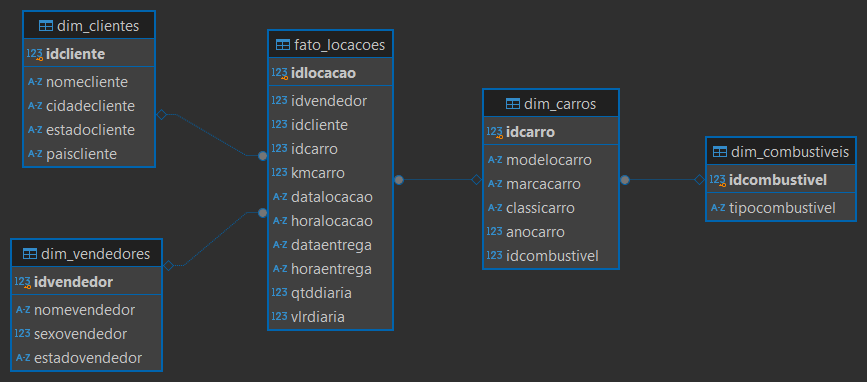 dim_clientes
123 idcliente
A-Z nomecliente
A-Z cidadecliente
A-Z estadocliente
A-Z paiscliente
fato_locacoes
123 idlocacao
123 idvendedor
123 idcliente
123 idcarro
123 kmcarro
A-Z datalocacao
A-Z horalocacao
A-Z dataentrega
A-Z horaentrega
123 qtddiaria
123 vlrdiaria
dim_carros
123 idcarro
A-Z modelocarro
A-Z marcacarro
A-Z classicarro
123 anocarro
123 idcombustivel
dim_combustiveis
123 idcombustivel
A-Z tipocombustivel
dim_vendedores
123 idvendedor
A-Z nomevendedor
123 sexovendedor
A-Z estadovendedor